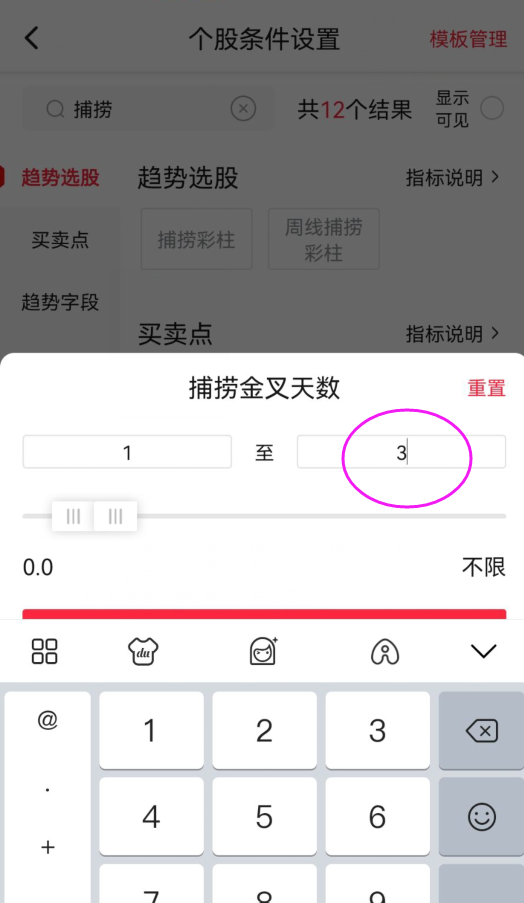 个股条件设置
模板管理
捕捞
共12个结果
显示
可见
趋势选股
趋势选股
指标说明
买卖点
捕捞彩柱
周线捕捞
彩柱
趋势字段
买卖点
指标说明
捕捞金叉天数
重置
1
至
3
0.0
不限
du
@
1
2
3
.
4
5
6
+